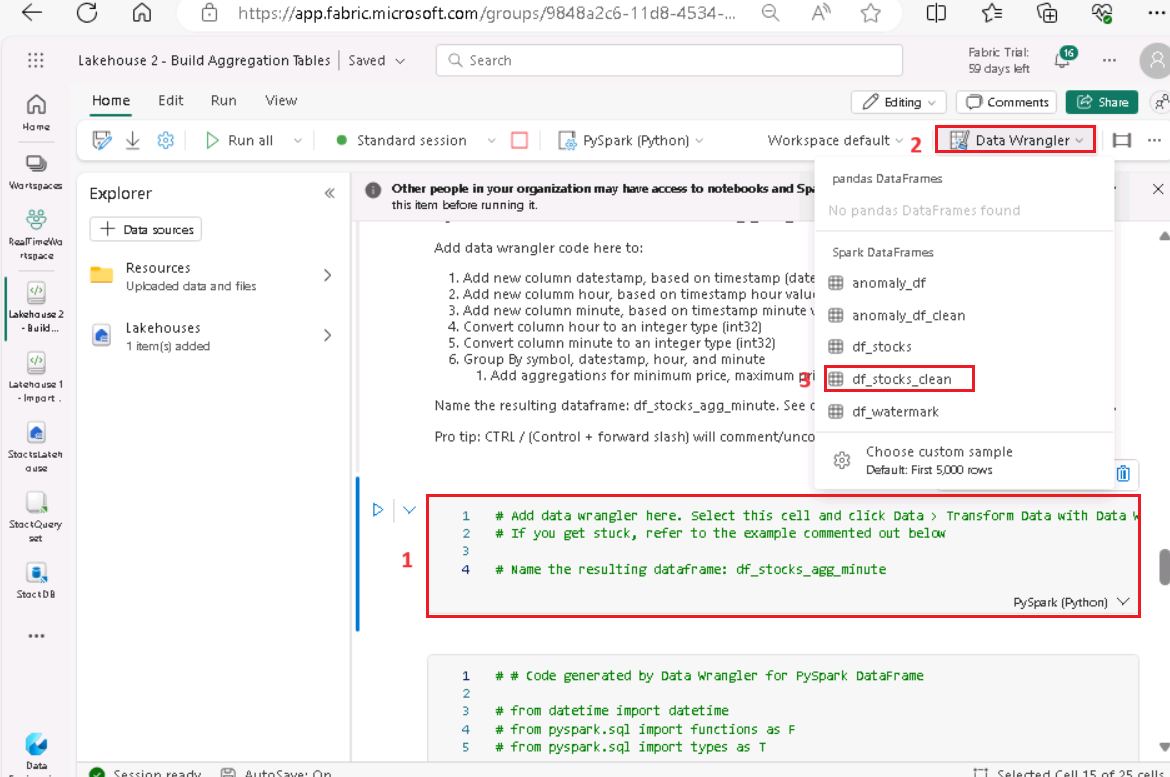 https://app.fabric.microsoft.com/groups/9848a2c6-11d8-4534-...
Lakehouse 2 - Build Aggregation Tables
Saved
Search
Fabric Trial:
59 days left
16
Home
Edit
Run
View
Editing
Comments
Share
Run all
Standard session
PySpark (Python)
Workspace default
2
Data Wrangler
Home
Workspaces
RealTimeWo
rkspace
Lakehouse 2
- Build...
Lakehouse 1
- Import .
StocksLakeh
ouse
StockQuery
set
StockDB
Data
Explorer
Data sources
Resources
Uploaded data and files
Lakehouses
1 item(s) added
Other people in your organization may have access to notebooks and Spa
this item before running it.
Add data wrangler code here to:
1. Add new column datestamp, based on timestamp (date
2. Add new columm hour, based on timestamp hour valu
3. Add new column minute, based on timestamp minute v
4. Convert column hour to an integer type (int32)
5. Convert column minute to an integer type (int32)
6. Group By symbol, datestamp, hour, and minute
1. Add aggregations for minimum price, maximum pri
Name the resulting dataframe: df_stocks_agg_minute. See
Pro tip: CTRL / (Control + forward slash) will comment/unco
pandas DataFrames
No pandas DataFrames found
Spark DataFrames
anomaly_df
anomaly_df_clean
df_stocks
3
df_stocks_clean
df_watermark
Choose custom sample
Default: First 5,000 rows
1
1 # Add data wrangler here. Select this cell and click Data > Transform Data with Data W
2 # If you get stuck, refer to the example commented out below
3
4 # Name the resulting dataframe: df_stocks_agg_minute
PySpark (Python)
1 # # Code generated by Data Wrangler for PySpark DataFrame
2
3 # from datetime import datetime
4 # from pyspark.sql import functions as F
5 # from pyspark.sql import types as T
Session ready
AutoSave: On
Selected Cell 15 of 25 cells